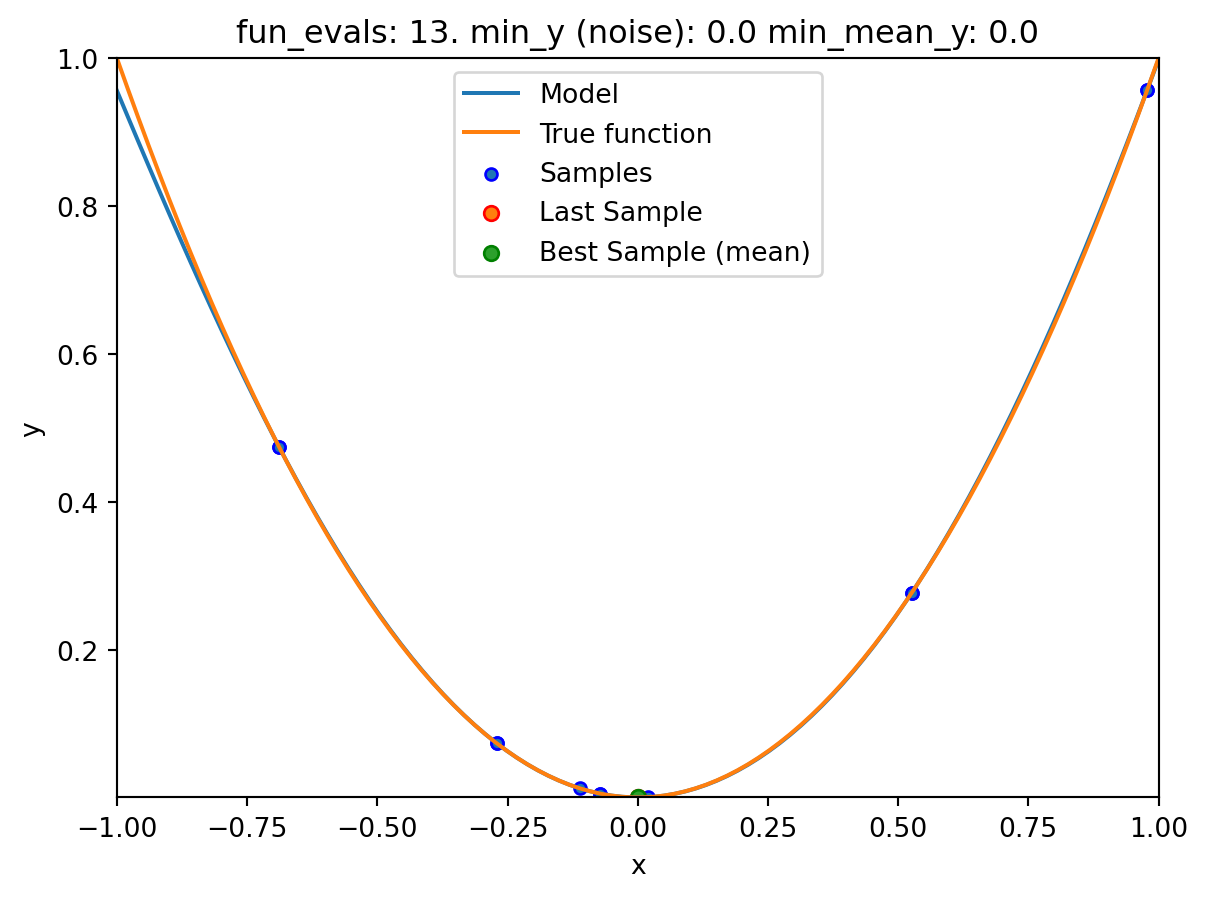 fun_evals: 13. min_y (noise): 0.0 min_mean_y: 0.0
1.0
0.8
0.6
0.4
0.2
y
Model
True function
Samples
Last Sample
Best Sample (mean)
−1.00 −0.75 −0.50 −0.25 0.00 0.25 0.50 0.75 1.00
x